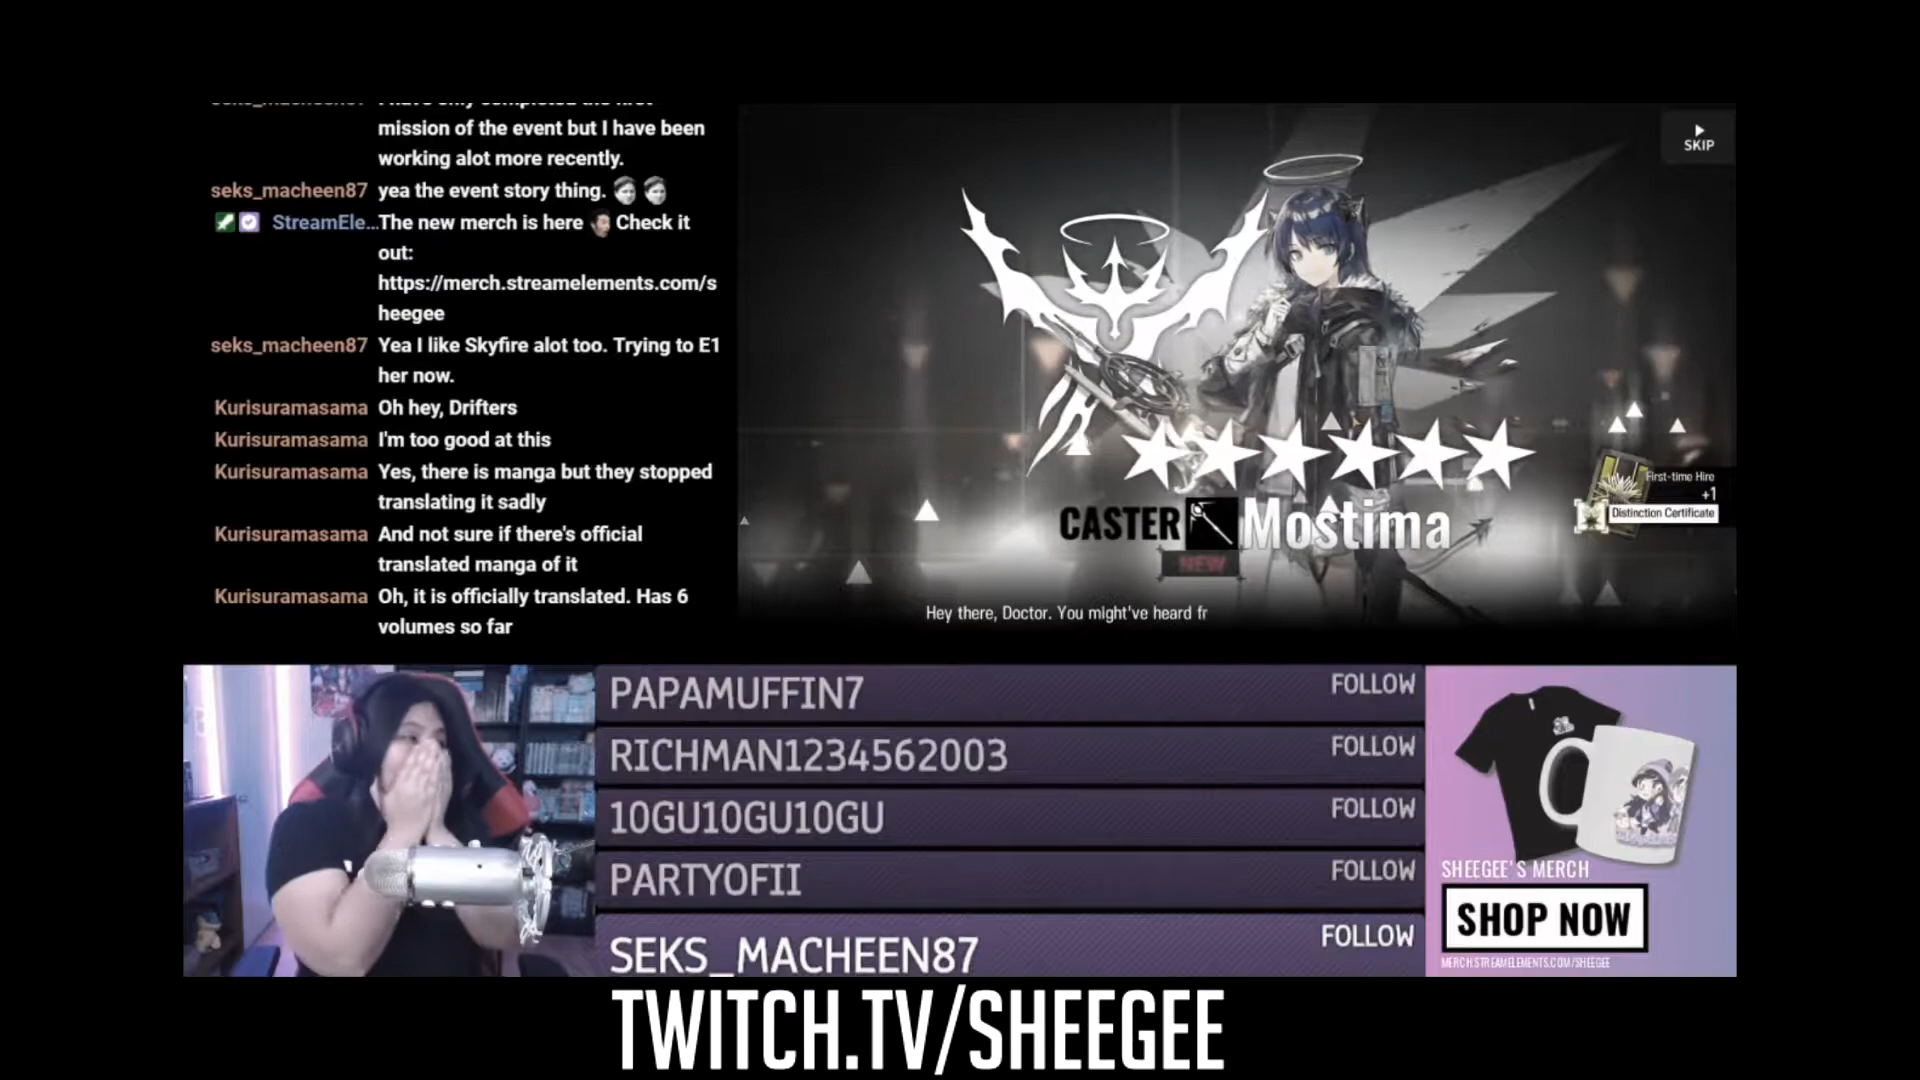 mission of the event but I have been
working alot more recently.
seks_macheen87 yea the event story thing.
StreamEle... The new merch is here Check it
out:
https://merch.streamelements.com/s
heegee
seks_macheen87 Yea I like Skyfire alot too. Trying to E1
her now.
Kurisuramasama Oh hey, Drifters
Kurisuramasama I'm too good at this
Kurisuramasama Yes, there is manga but they stopped
translating it sadly
Kurisuramasama And not sure if there's official
translated manga of it
Kurisuramasama Oh, it is officially translated. Has 6
volumes so far
SKIP
First-time Hire
+1
Distinction Certificate
CASTER Mostima
NEW
Hey there, Doctor. You might've heard fr
PAPAMUFFIN7 FOLLOW
RICHMAN1234562003 FOLLOW
10GU10GU10GU FOLLOW
PARTYOFII FOLLOW
SEKS_MACHEEN87 FOLLOW
SHEEGEE'S MERCH
SHOP NOW
MERCH.STREAMELEMENTS.COM/SHEEGEE
TWITCH.TV/SHEEGEE